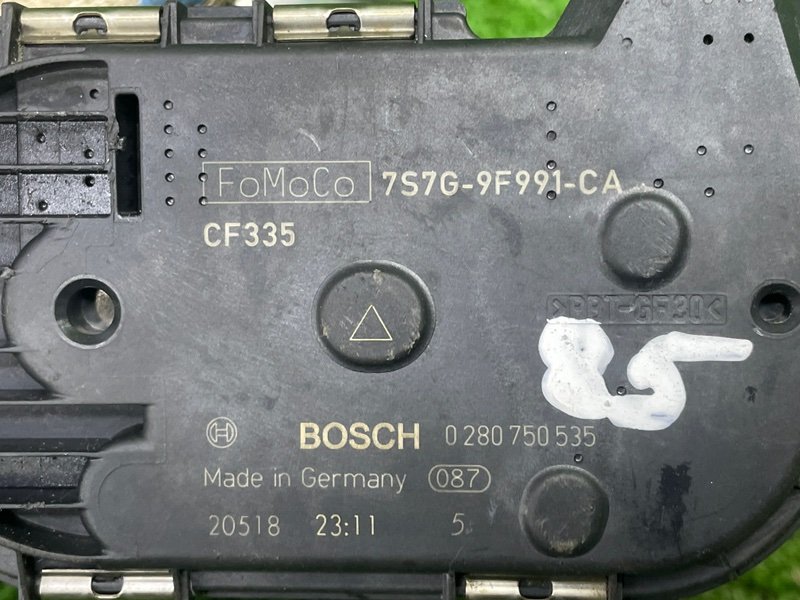 FoMoCo 7S7G-9F991-CA
CF335
>PBT-GF30<
85
BOSCH 0 280 750 535
Made in Germany 087
20518 23:11 5